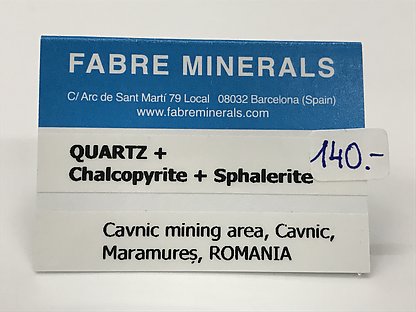 FABRE MINERALS
C/ Arc de Sant Martí 79 Local 08032 Barcelona (Spain)
www.fabreminerals.com
QUARTZ +
Chalcopyrite + Sphalerite
140.-
Cavnic mining area, Cavnic,
Maramureș, ROMANIA